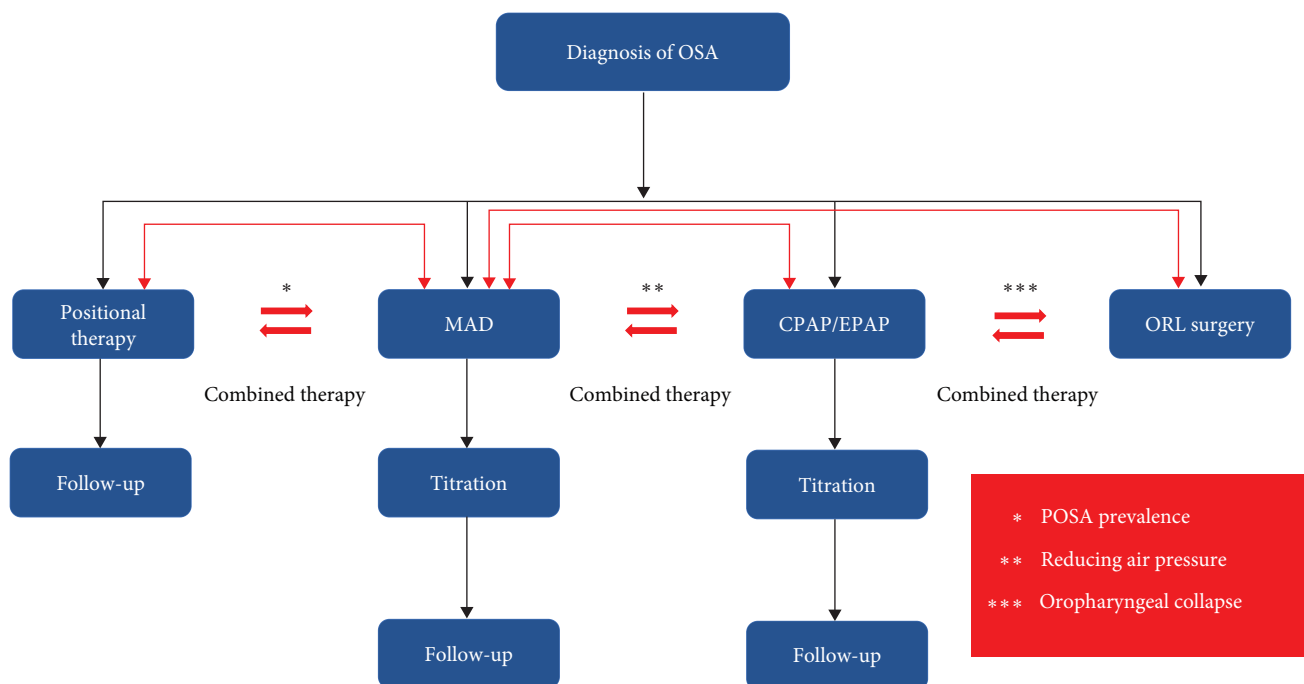 Diagnosis of OSA
Positional
therapy
*
MAD
**
CPAP/EPAP
***
ORL surgery
Combined therapy
Combined therapy
Combined therapy
Follow-up
Titration
Titration
* POSA prevalence
** Reducing air pressure
*** Oropharyngeal collapse
Follow-up
Follow-up